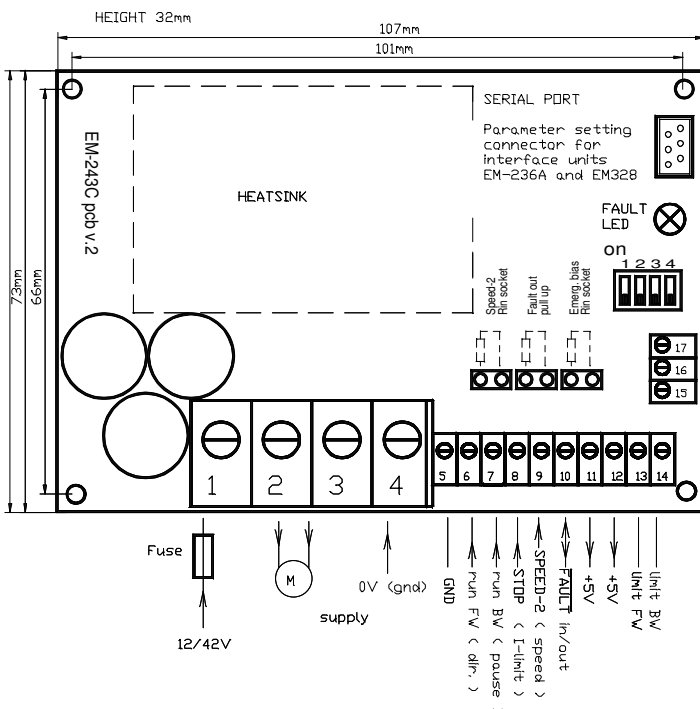 HEIGHT 32mm
107mm
101mm
SERIAL PORT
Parameter setting
connector for
interface units
EM-236A and EM328
EM-243C pcb v.2
HEATSINK
FAULT
LED
on
1 2 3 4
73mm
66mm
Speed-2
Rin socket
Fault out
pull up
Emerg. bias
Rin socket
17
16
15
1 2 3 4
5 6 7 8 9 10 11 12 13 14
Fuse
M
0V (gnd)
12/42V
supply
GND
run FW ( dir. )
run BW ( pause )
STOP ( I-limit )
SPEED-2 ( speed )
FAULT in/out
+5V
+5V
limit FW
limit BW